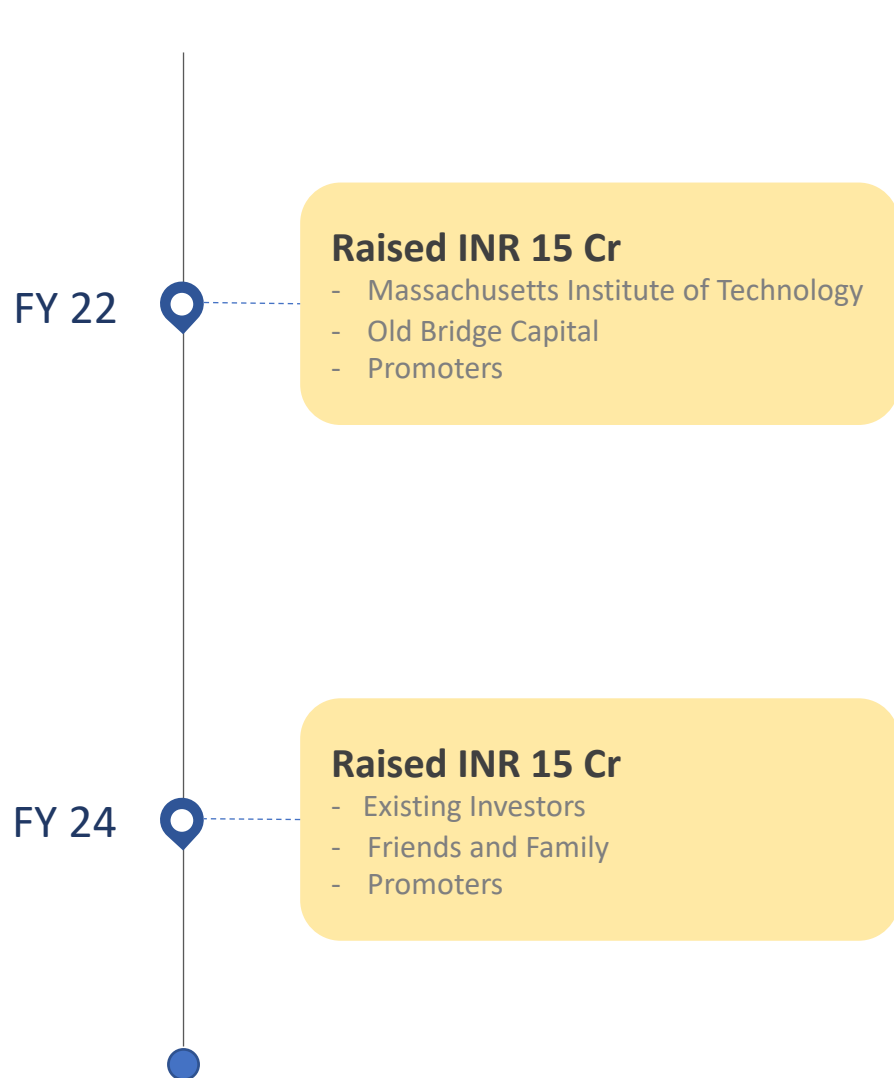 FY 22
Raised INR 15 Cr
- Massachusetts Institute of Technology
- Old Bridge Capital
- Promoters
FY 24
Raised INR 15 Cr
- Existing Investors
- Friends and Family
- Promoters